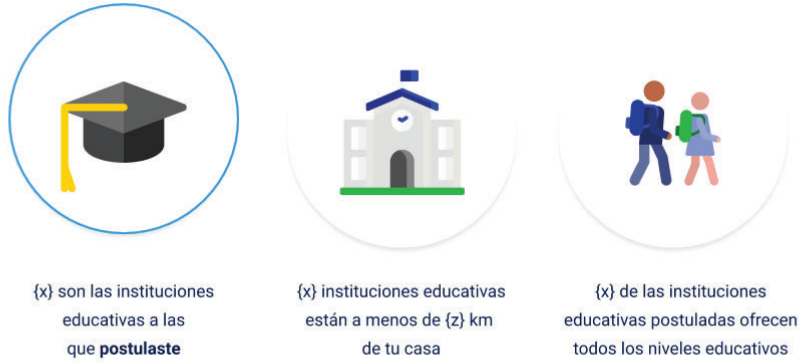 {x} son las instituciones
educativas a las
que postulaste
{x} instituciones educativas
están a menos de {z} km
de tu casa
{x} de las instituciones
educativas postuladas ofrecen
todos los niveles educativos